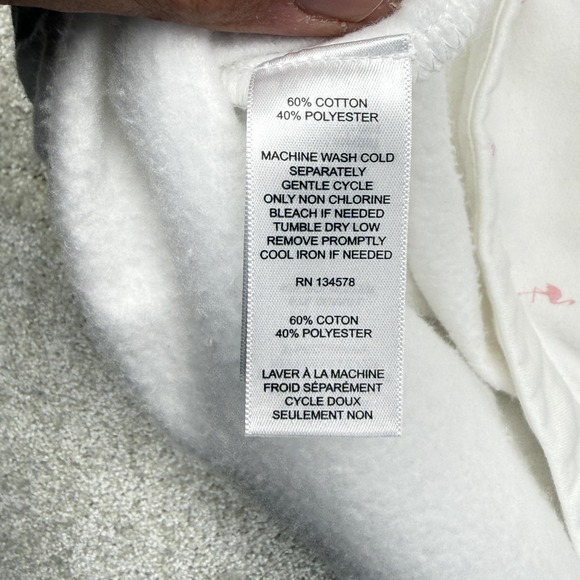 60% COTTON
40% POLYESTER
MACHINE WASH COLD
SEPARATELY
GENTLE CYCLE
ONLY NON CHLORINE
BLEACH IF NEEDED
TUMBLE DRY LOW
REMOVE PROMPTLY
COOL IRON IF NEEDED
RN 134578
60% COTON
40% POLYESTER
LAVER À LA MACHINE
FROID SÉPARÉMENT
CYCLE DOUX
SEULEMENT NON